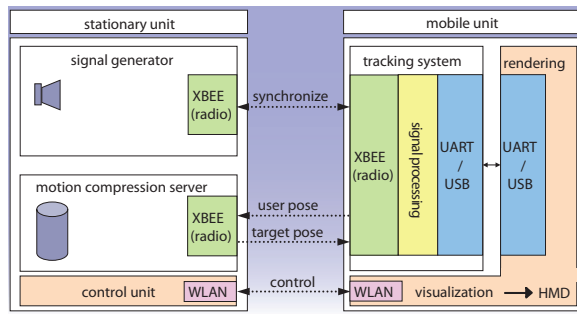 stationary unit
mobile unit
signal generator
XBEE
(radio)
synchronize
tracking system
rendering
XBEE
(radio)
signal processing
UART
/
USB
UART
/
USB
motion compression server
XBEE
(radio)
user pose
target pose
control unit
WLAN
control
WLAN
visualization
HMD